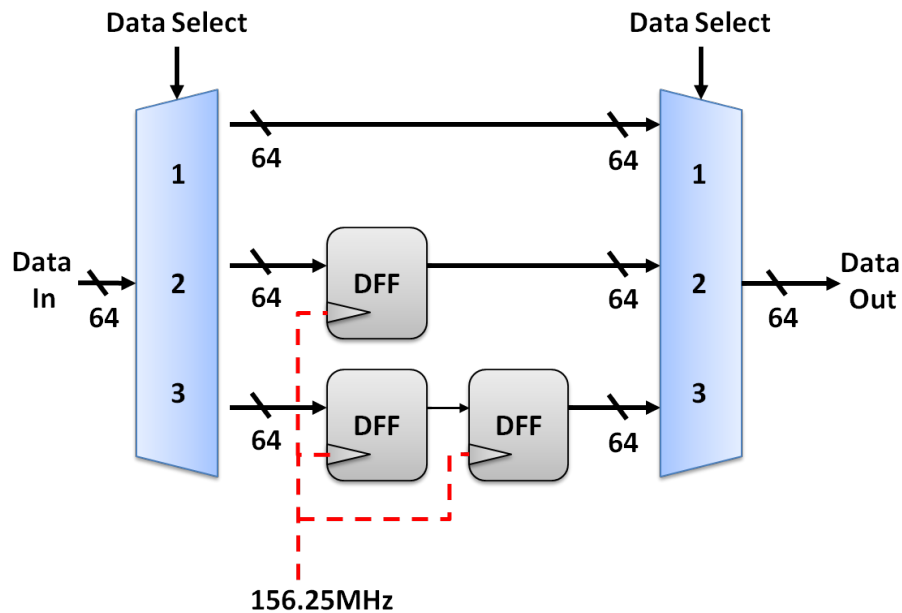 Data Select
Data Select
64
64
1
1
Data
In
64
2
64
DFF
64
2
64
Data
Out
3
64
DFF
DFF
64
3
156.25MHz